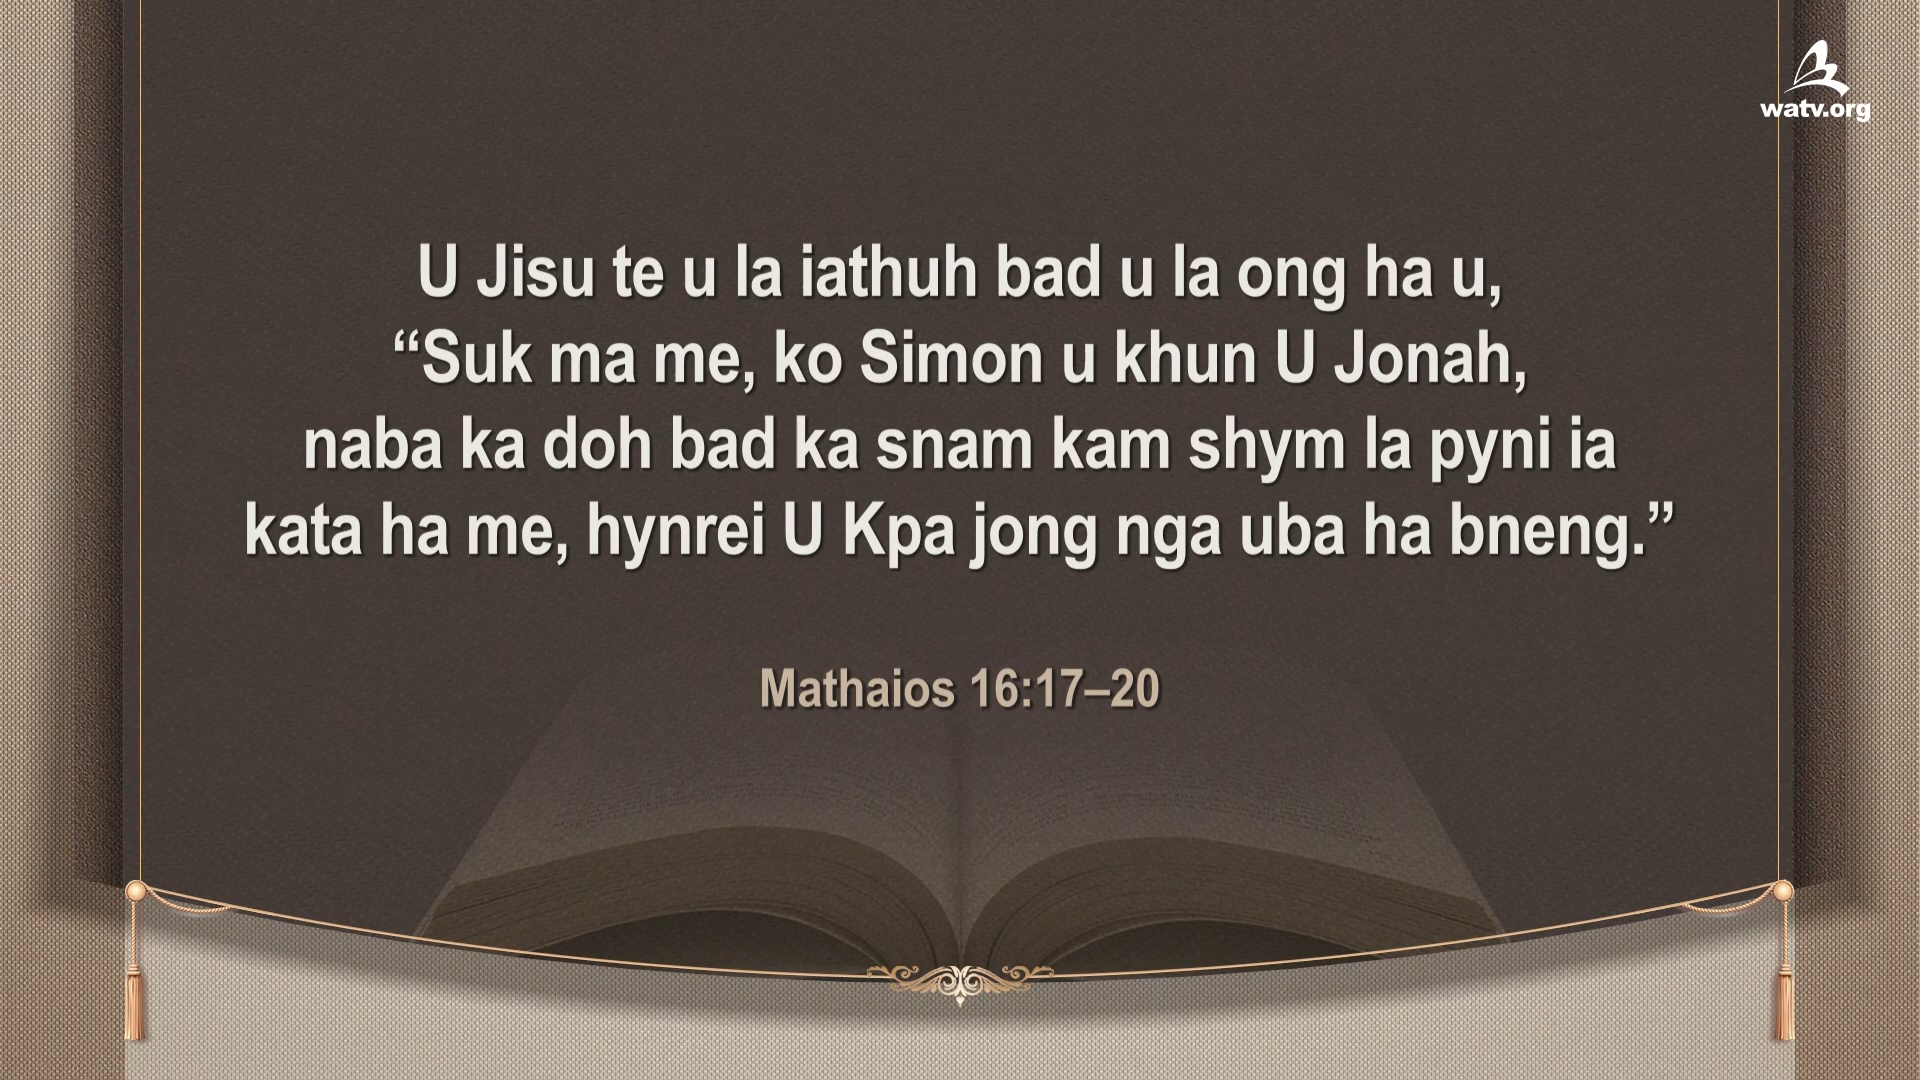 watv.org
U Jisu te u la iathuh bad u la ong ha u,
“Suk ma me, ko Simon u khun U Jonah,
naba ka doh bad ka snam kam shym la pyni ia
kata ha me, hynrei U Kpa jong nga uba ha bneng.”
Mathaios 16:17–20